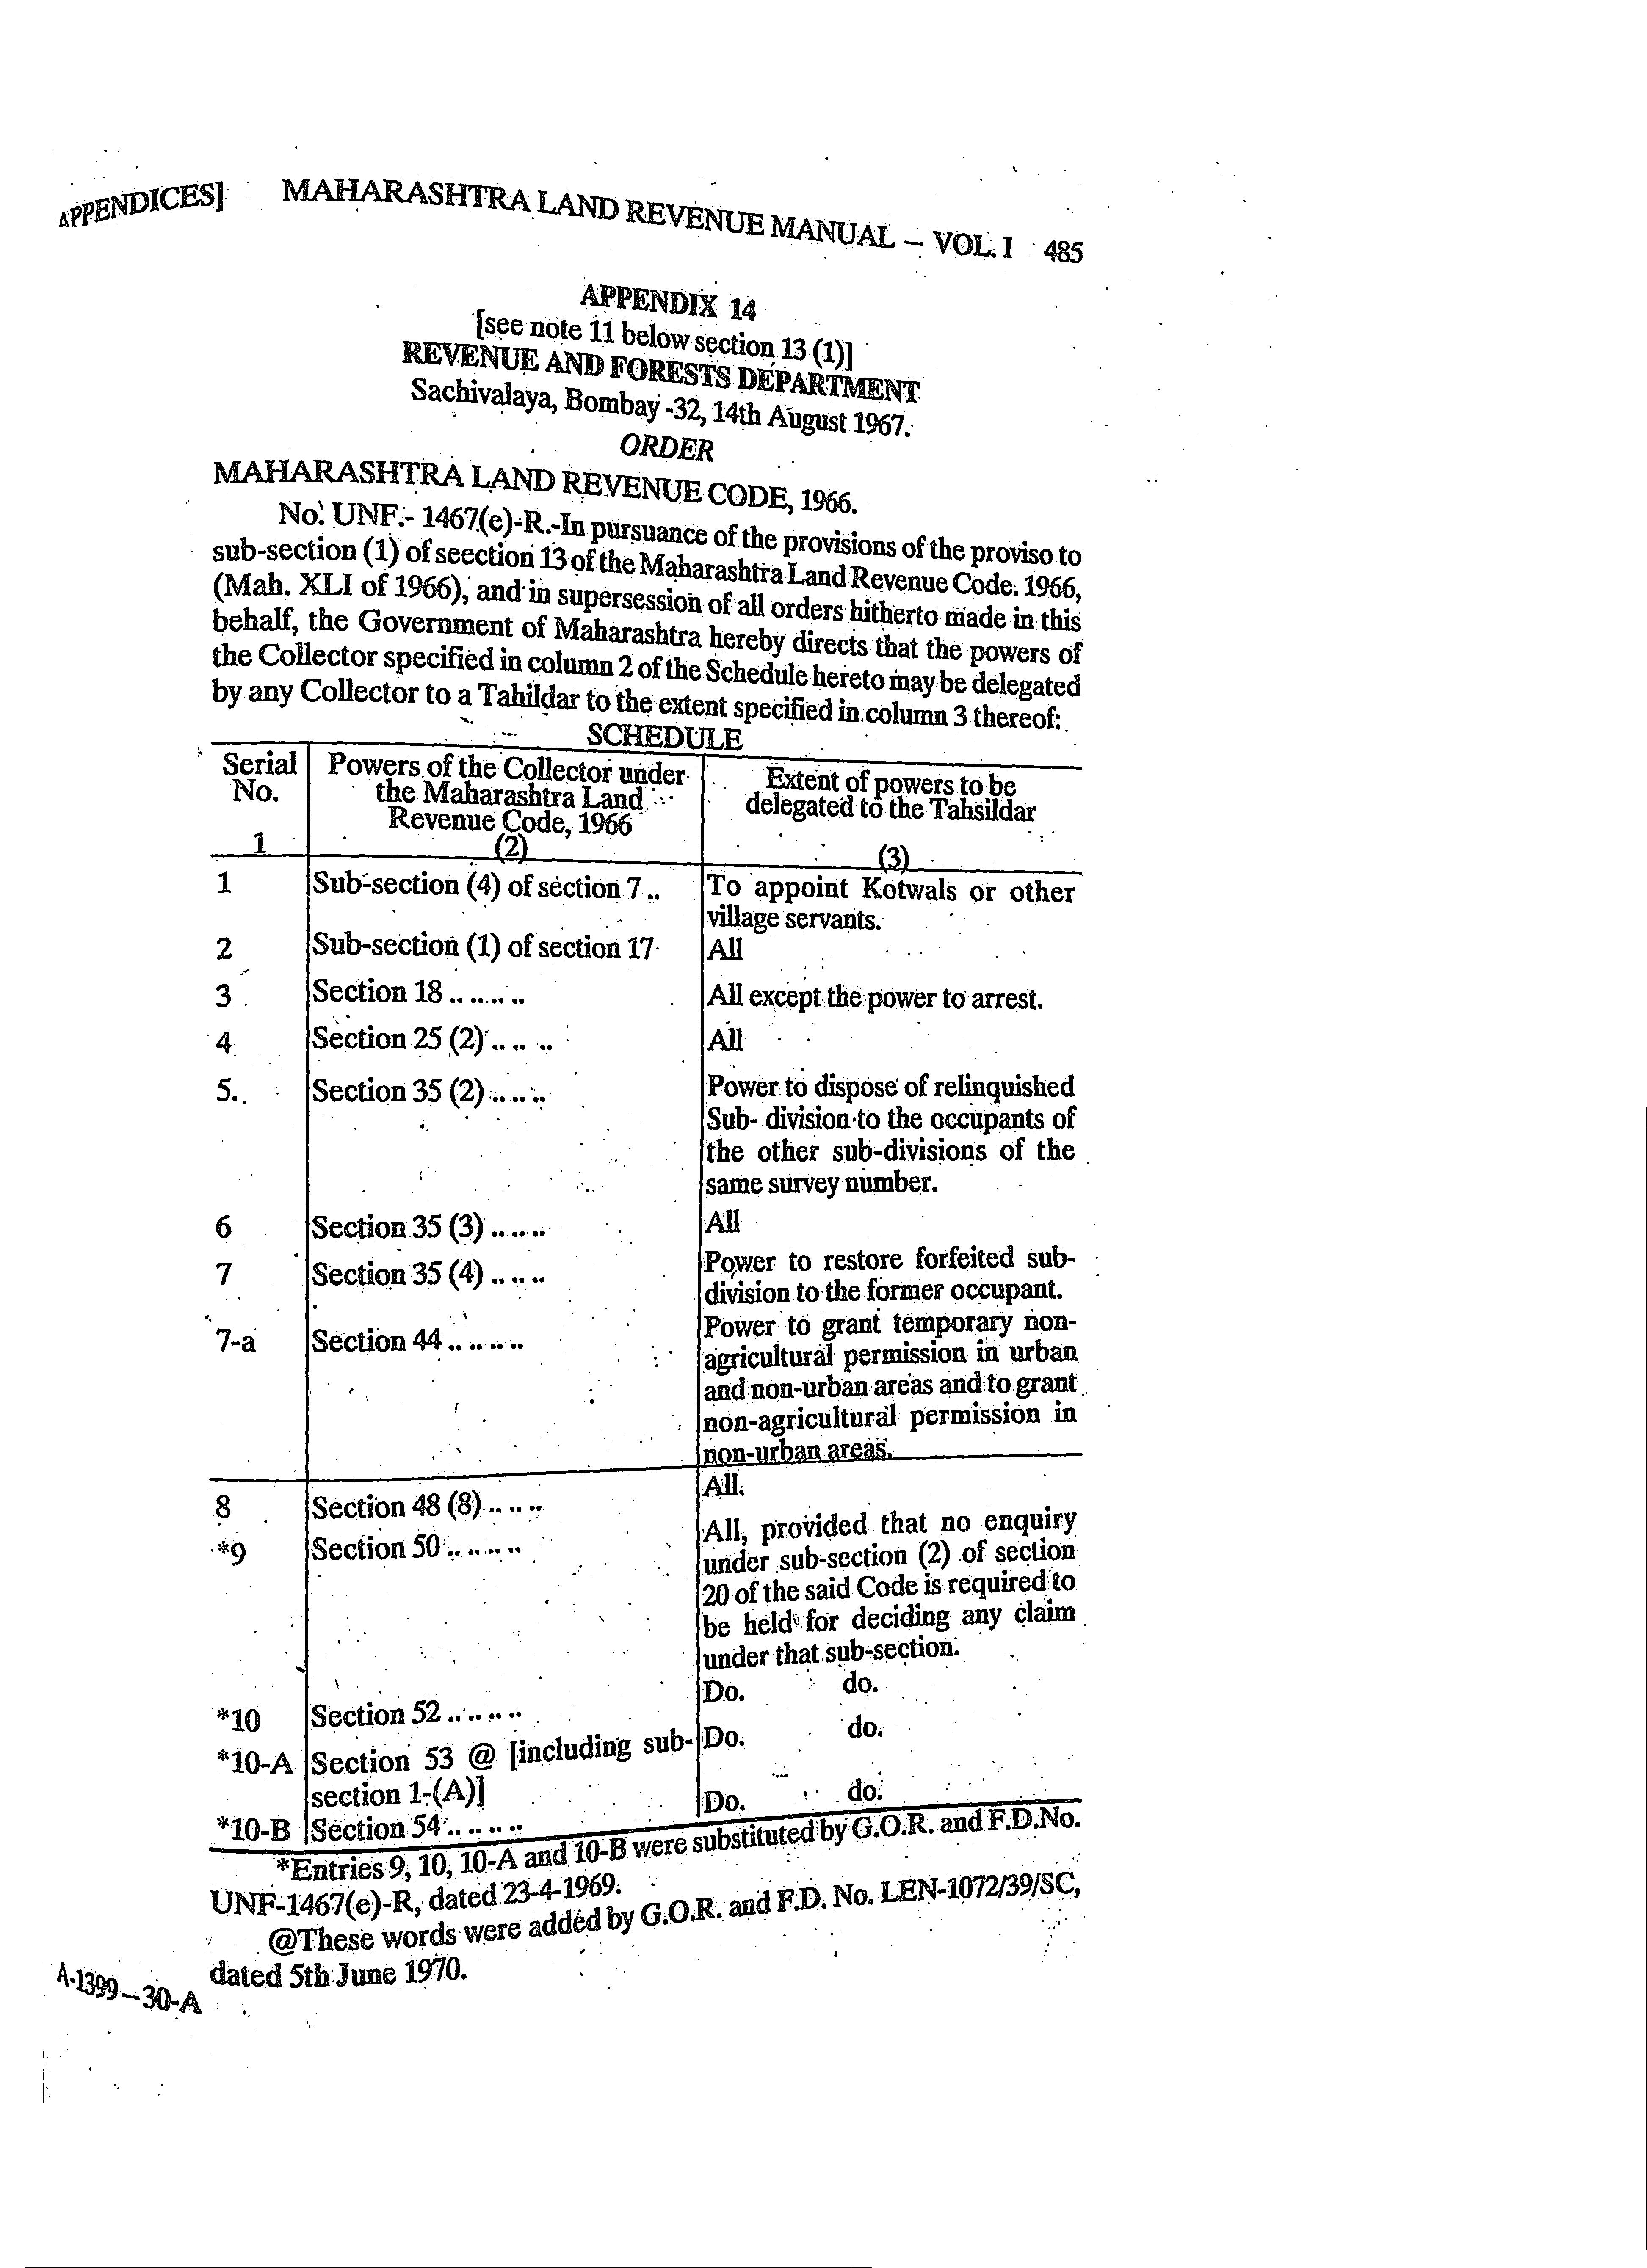 APPENDICES] MAHARASHTRA LAND REVENUE MANUAL – VOL. I 485
APPENDIX 14
[see note 11 below section 13 (1)]
REVENUE AND FORESTS DEPARTMENT
Sachivalaya, Bombay -32, 14th August 1967.
ORDER
MAHARASHTRA LAND REVENUE CODE, 1966.
No. UNF.- 1467(e)-R.-In pursuance of the provisions of the proviso to
sub-section (1) of seection 13 of the Maharashtra Land Revenue Code. 1966,
(Mah. XLI of 1966), and in supersession of all orders hitherto made in this
behalf, the Government of Maharashtra hereby directs that the powers of
the Collector specified in column 2 of the Schedule hereto may be delegated
by any Collector to a Tahildar to the extent specified in column 3 thereof:
SCHEDULE
Serial Powers of the Collector under Extent of powers to be
No. the Maharashtra Land delegated to the Tahsildar
Revenue Code, 1966
1 (2) (3)
1 Sub-section (4) of section 7 .. To appoint Kotwals or other
village servants.
2 Sub-section (1) of section 17 All
3 Section 18 .. .. .. .. All except the power to arrest.
4 Section 25 (2) .. .. .. All
5. Section 35 (2) .. .. .. Power to dispose of relinquished
Sub- division to the occupants of
the other sub-divisions of the
same survey number.
6 Section 35 (3) .. .. .. All
7 Section 35 (4) .. .. .. Power to restore forfeited sub-
division to the former occupant.
7-a Section 44 .. .. .. .. Power to grant temporary non-
agricultural permission in urban
and non-urban areas and to grant
non-agricultural permission in
non-urban areas.
8 Section 48 (8) .. .. .. All.
*9 Section 50 .. .. .. .. All, provided that no enquiry
under sub-section (2) of section
20 of the said Code is required to
be held for deciding any claim
under that sub-section.
*10 Section 52 .. .. .. .. Do. do.
*10-A Section 53 @ [including sub- Do. do.
section 1-(A)]
*10-B Section 54 .. .. .. .. Do. do.
*Entries 9, 10, 10-A and 10-B were substituted by G.O.R. and F.D.No.
UNF-1467(e)-R, dated 23-4-1969.
@These words were added by G.O.R. and F.D. No. LEN-1072/39/SC,
dated 5th June 1970.
A-1399—30-A